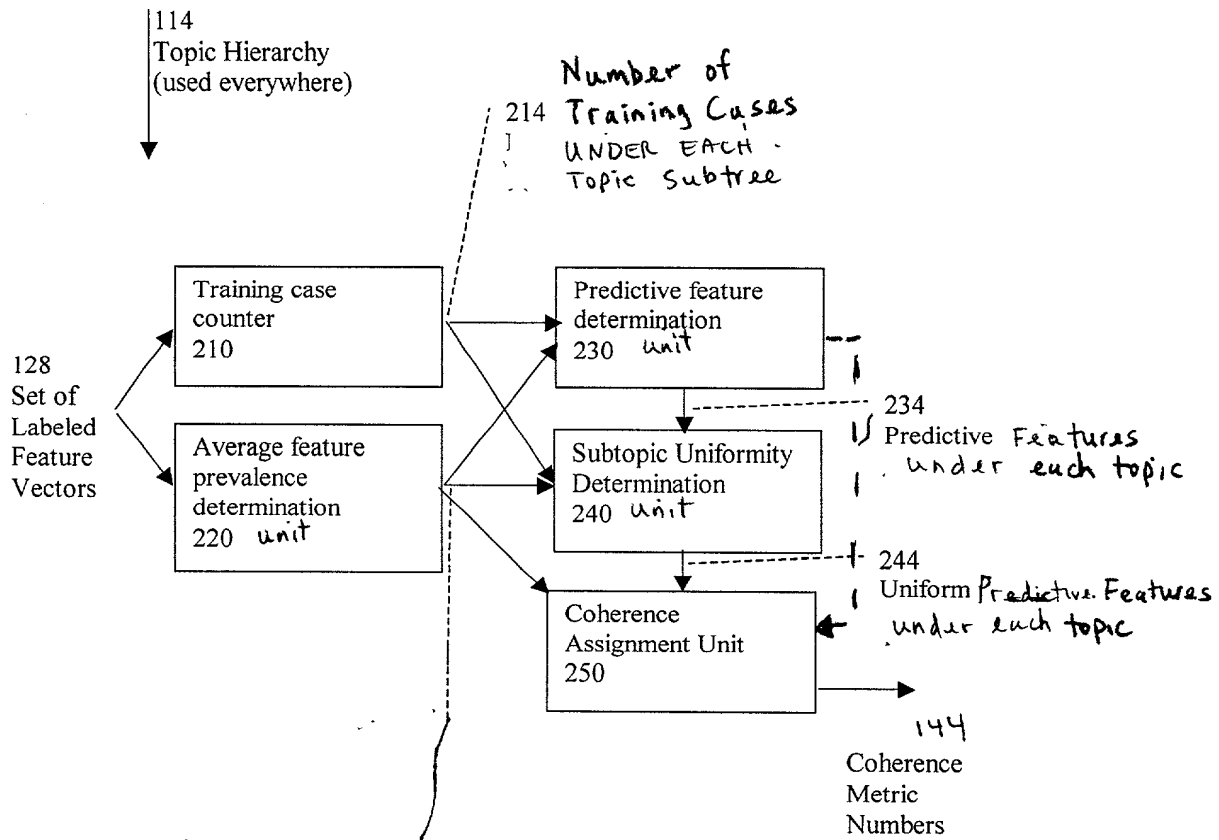 114
Topic Hierarchy
(used everywhere)
Number of
214 Training Cases
UNDER EACH
Topic Subtree
Training case
counter
210
Predictive feature
determination
230 unit
128
Set of
Labeled
Feature
Vectors
Average feature
prevalence
determination
220 unit
234
Predictive Features
under each topic
Subtopic Uniformity
Determination
240 unit
244
Uniform Predictive Features
under each topic
Coherence
Assignment Unit
250
144
Coherence
Metric
Numbers